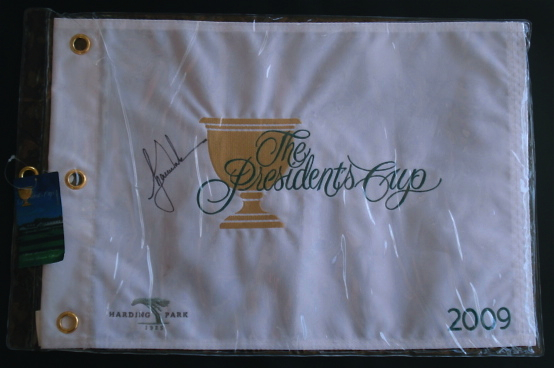 The
Presidents Cup
HARDING PARK
2009